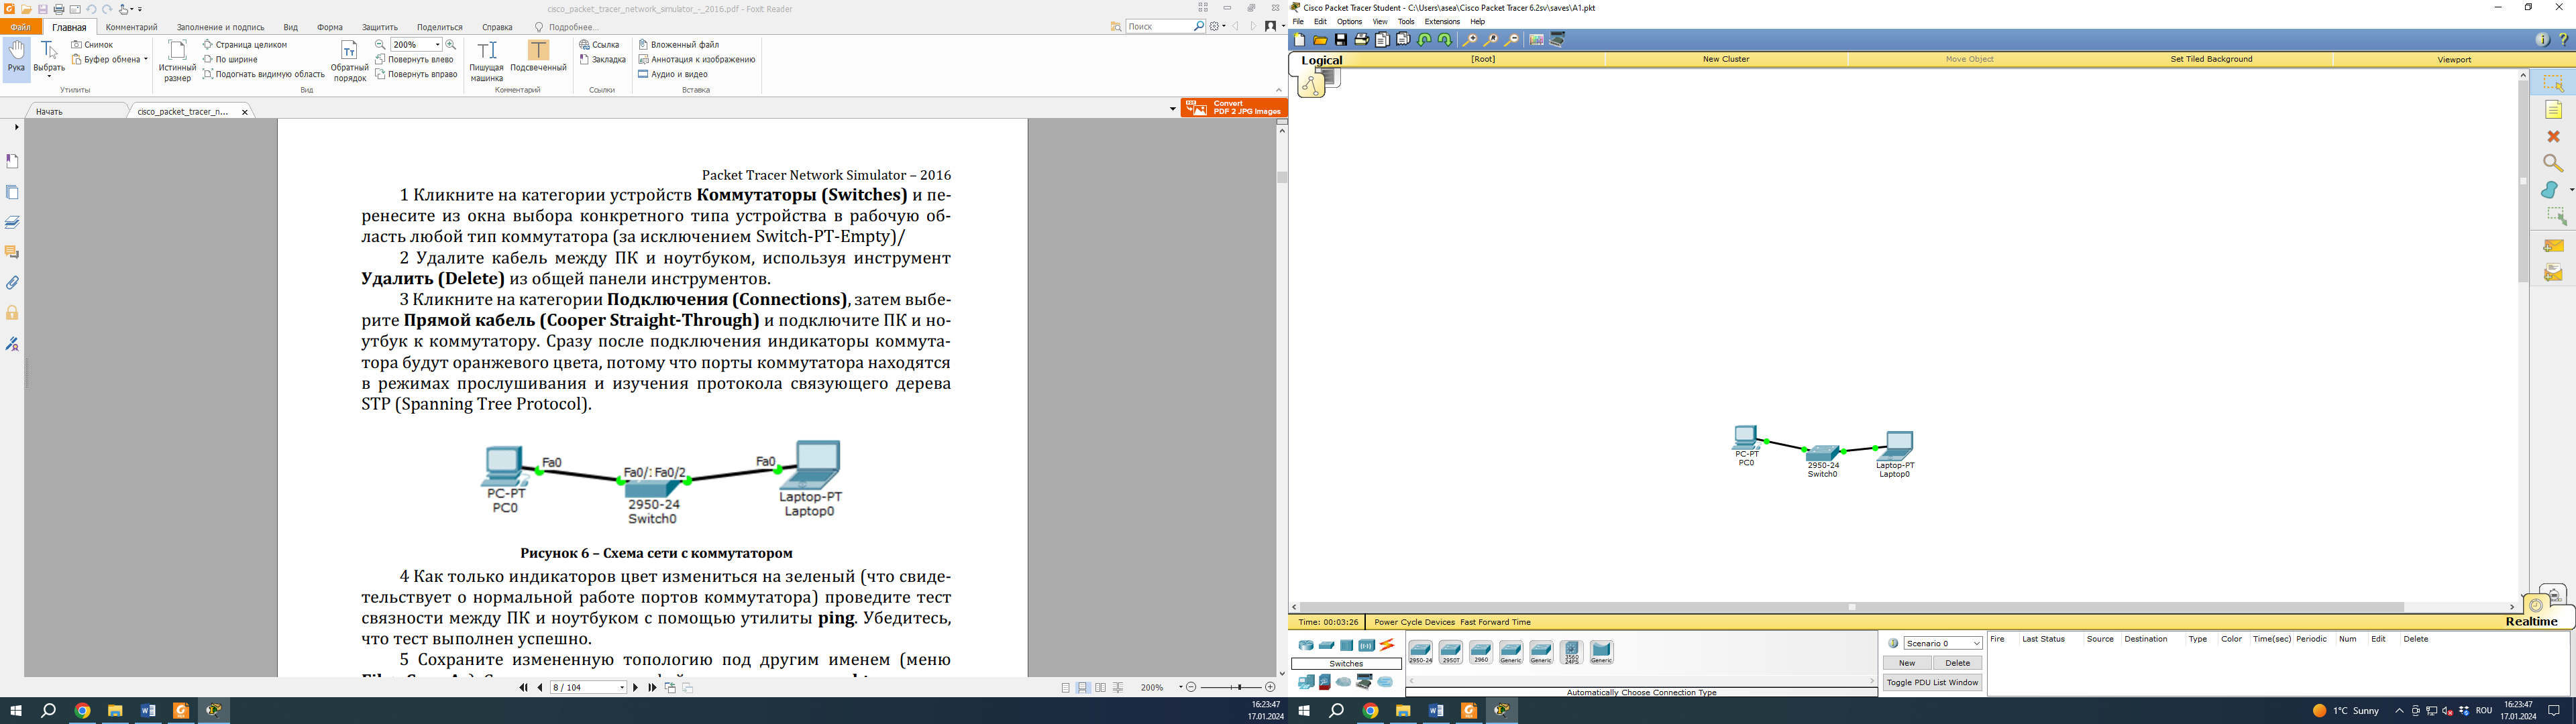 cisco_packet_tracer_network_simulator_-_2016.pdf - Foxit Reader
Файл Главная Комментарий Заполнение и подпись Вид Форма Защитить Поделиться Справка Подробнее... Поиск
Рука
Выбрать
Снимок
Буфер обмена
Утилиты
Истинный размер
Страница целиком
По ширине
Подогнать видимую область
Обратный порядок
200%
Повернуть влево
Повернуть вправо
Вид
Пишущая машинка
Подсвеченный
Комментарий
Ссылка
Закладка
Ссылки
Вложенный файл
Аннотация к изображению
Аудио и видео
Вставка
Начать
cisco_packet_tracer_n...
Convert
PDF 2 JPG Images
Packet Tracer Network Simulator – 2016
1 Кликните на категории устройств Коммутаторы (Switches) и пе-
ренесите из окна выбора конкретного типа устройства в рабочую об-
ласть любой тип коммутатора (за исключением Switch-PT-Empty)/
2 Удалите кабель между ПК и ноутбуком, используя инструмент
Удалить (Delete) из общей панели инструментов.
3 Кликните на категории Подключения (Connections), затем выбе-
рите Прямой кабель (Cooper Straight-Through) и подключите ПК и но-
утбук к коммутатору. Сразу после подключения индикаторы коммута-
тора будут оранжевого цвета, потому что порты коммутатора находятся
в режимах прослушивания и изучения протокола связующего дерева
STP (Spanning Tree Protocol).
Fa0
Fa0/: Fa0/2
Fa0
PC-PT
PC0
2950-24
Switch0
Laptop-PT
Laptop0
Рисунок 6 – Схема сети с коммутатором
4 Как только индикаторов цвет измениться на зеленый (что свиде-
тельствует о нормальной работе портов коммутатора) проведите тест
связности между ПК и ноутбуком с помощью утилиты ping. Убедитесь,
что тест выполнен успешно.
5 Сохраните измененную топологию под другим именем (меню
8 / 104
200%
16:23:47
17.01.2024
Cisco Packet Tracer Student - C:\Users\asea\Cisco Packet Tracer 6.2sv\saves\A1.pkt
File Edit Options View Tools Extensions Help
Logical [Root] New Cluster Move Object Set Tiled Background Viewport
PC-PT
PC0
2950-24
Switch0
Laptop-PT
Laptop0
Time: 00:03:26 Power Cycle Devices Fast Forward Time
Realtime
Switches
2950-24 2950T 2960 Generic Generic 3560 24PS Generic
Automatically Choose Connection Type
Scenario 0
New Delete
Toggle PDU List Window
Fire Last Status Source Destination Type Color Time(sec) Periodic Num Edit Delete
1°C Sunny
ROU
16:23:47
17.01.2024